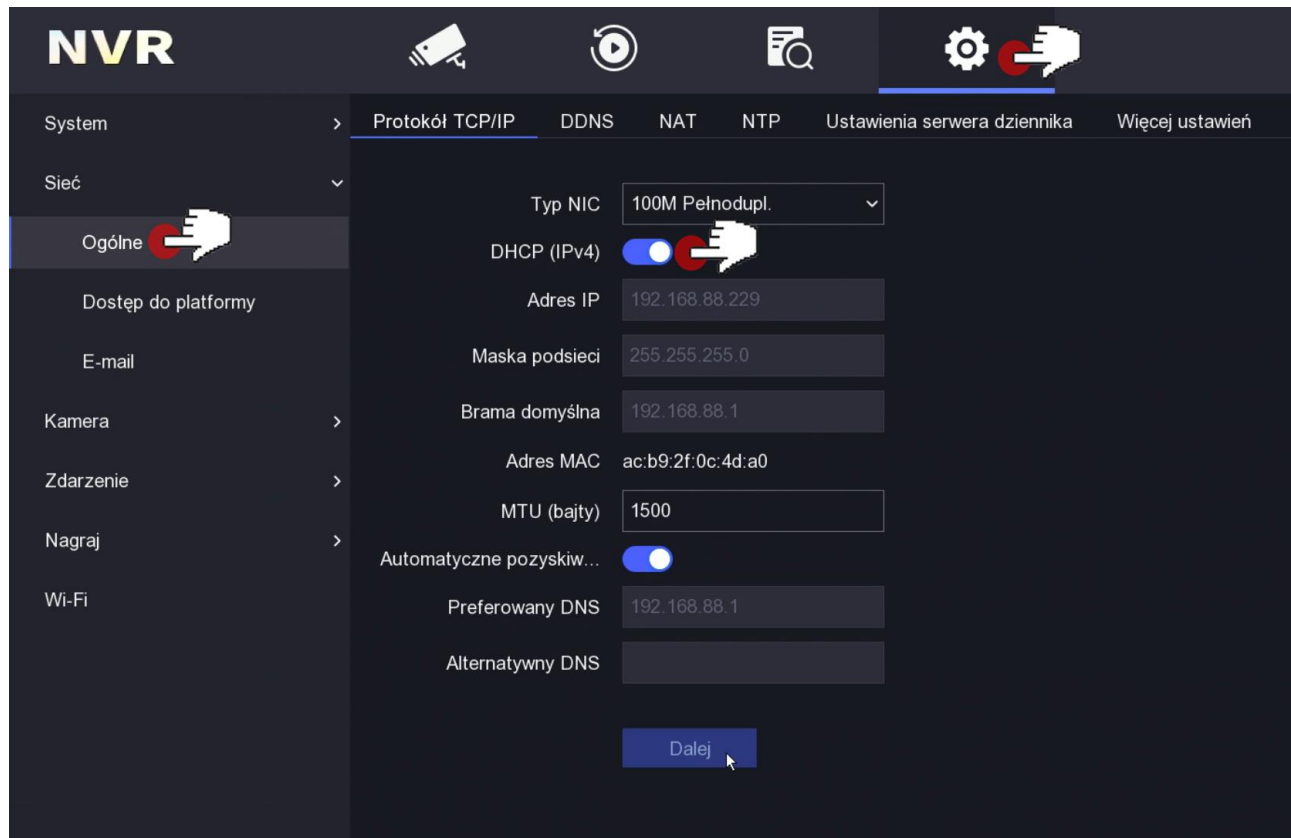 NVR
System
Sieć
Ogólne
Dostęp do platformy
E-mail
Kamera
Zdarzenie
Nagraj
Wi-Fi
Protokół TCP/IP DDNS NAT NTP Ustawienia serwera dziennika Więcej ustawień
Typ NIC 100M Pełnodupl.
DHCP (IPv4)
Adres IP 192.168.88.229
Maska podsieci 255.255.255.0
Brama domyślna 192.168.88.1
Adres MAC ac:b9:2f:0c:4d:a0
MTU (bajty) 1500
Automatyczne pozyskiw...
Preferowany DNS 192.168.88.1
Alternatywny DNS
Dalej